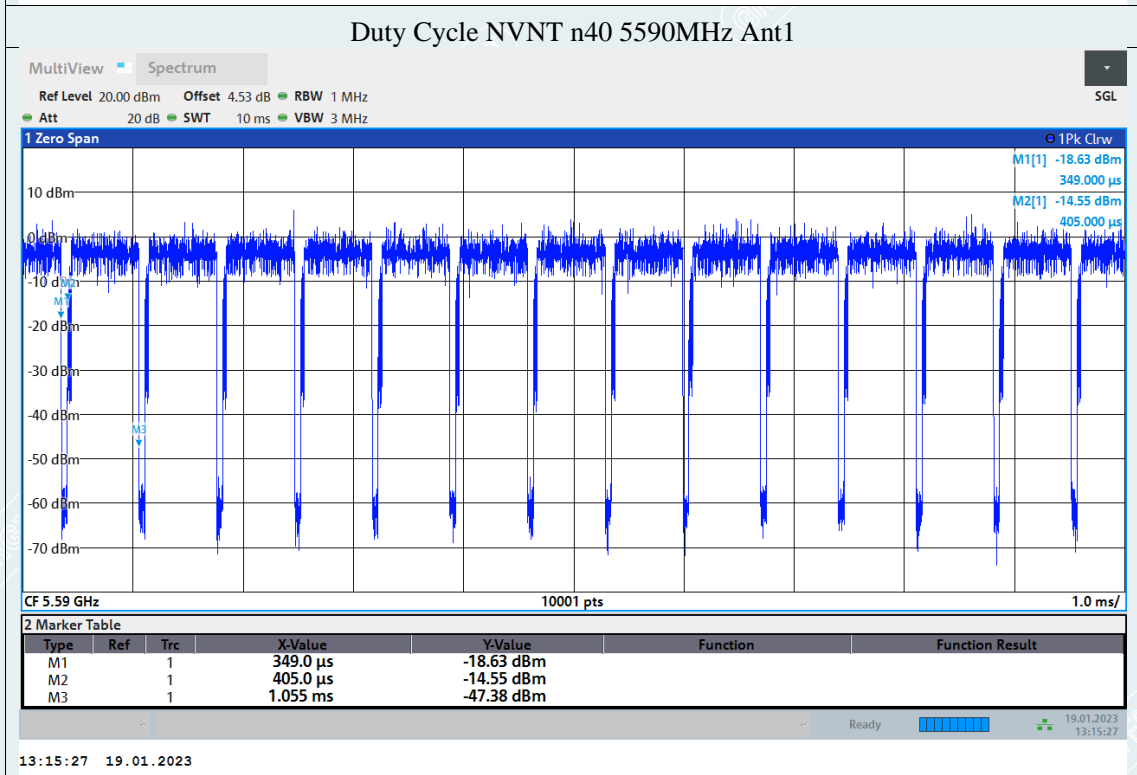 Duty Cycle NVNT n40 5590MHz Ant1
MultiView Spectrum
Ref Level 20.00 dBm Offset 4.53 dB RBW 1 MHz
SGL
Att 20 dB SWT 10 ms VBW 3 MHz
1 Zero Span 1Pk Clrw
M1[1] -18.63 dBm
349.000 µs
M2[1] -14.55 dBm
405.000 µs
10 dBm
0 dBm
-10 dBm
M2
M1
-20 dBm
-30 dBm
-40 dBm
M3
-50 dBm
-60 dBm
-70 dBm
CF 5.59 GHz 10001 pts 1.0 ms/
2 Marker Table
Type Ref Trc X-Value Y-Value Function Function Result
M1 1 349.0 µs -18.63 dBm
M2 1 405.0 µs -14.55 dBm
M3 1 1.055 ms -47.38 dBm
Ready 19.01.2023
13:15:27
13:15:27 19.01.2023